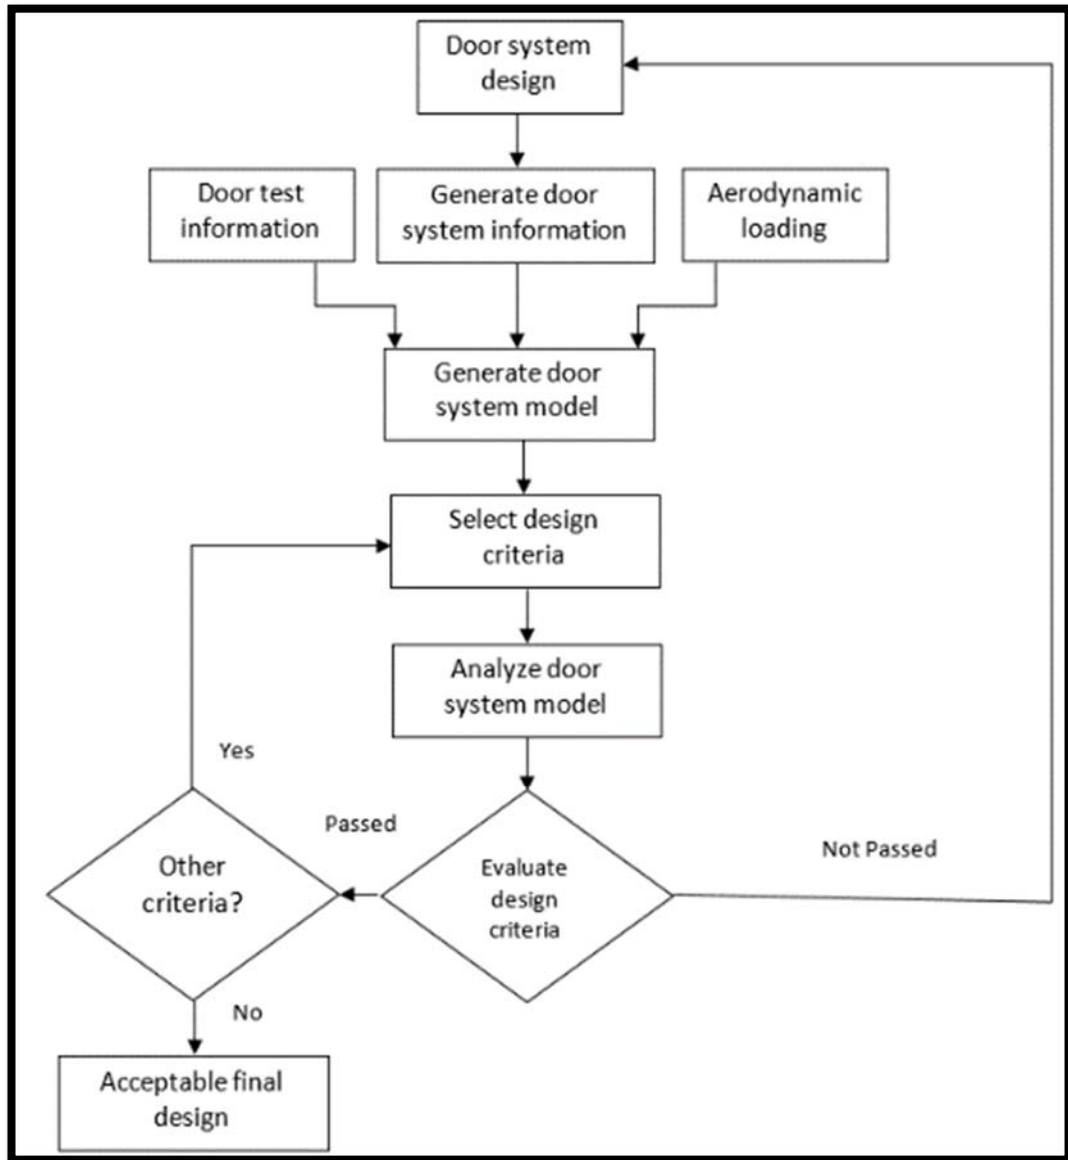 Door system
design
Door test
information
Generate door
system information
Aerodynamic
loading
Generate door
system model
Select design
criteria
Analyze door
system model
Yes
Passed
Not Passed
Other
criteria?
Evaluate
design
criteria
No
Acceptable final
design